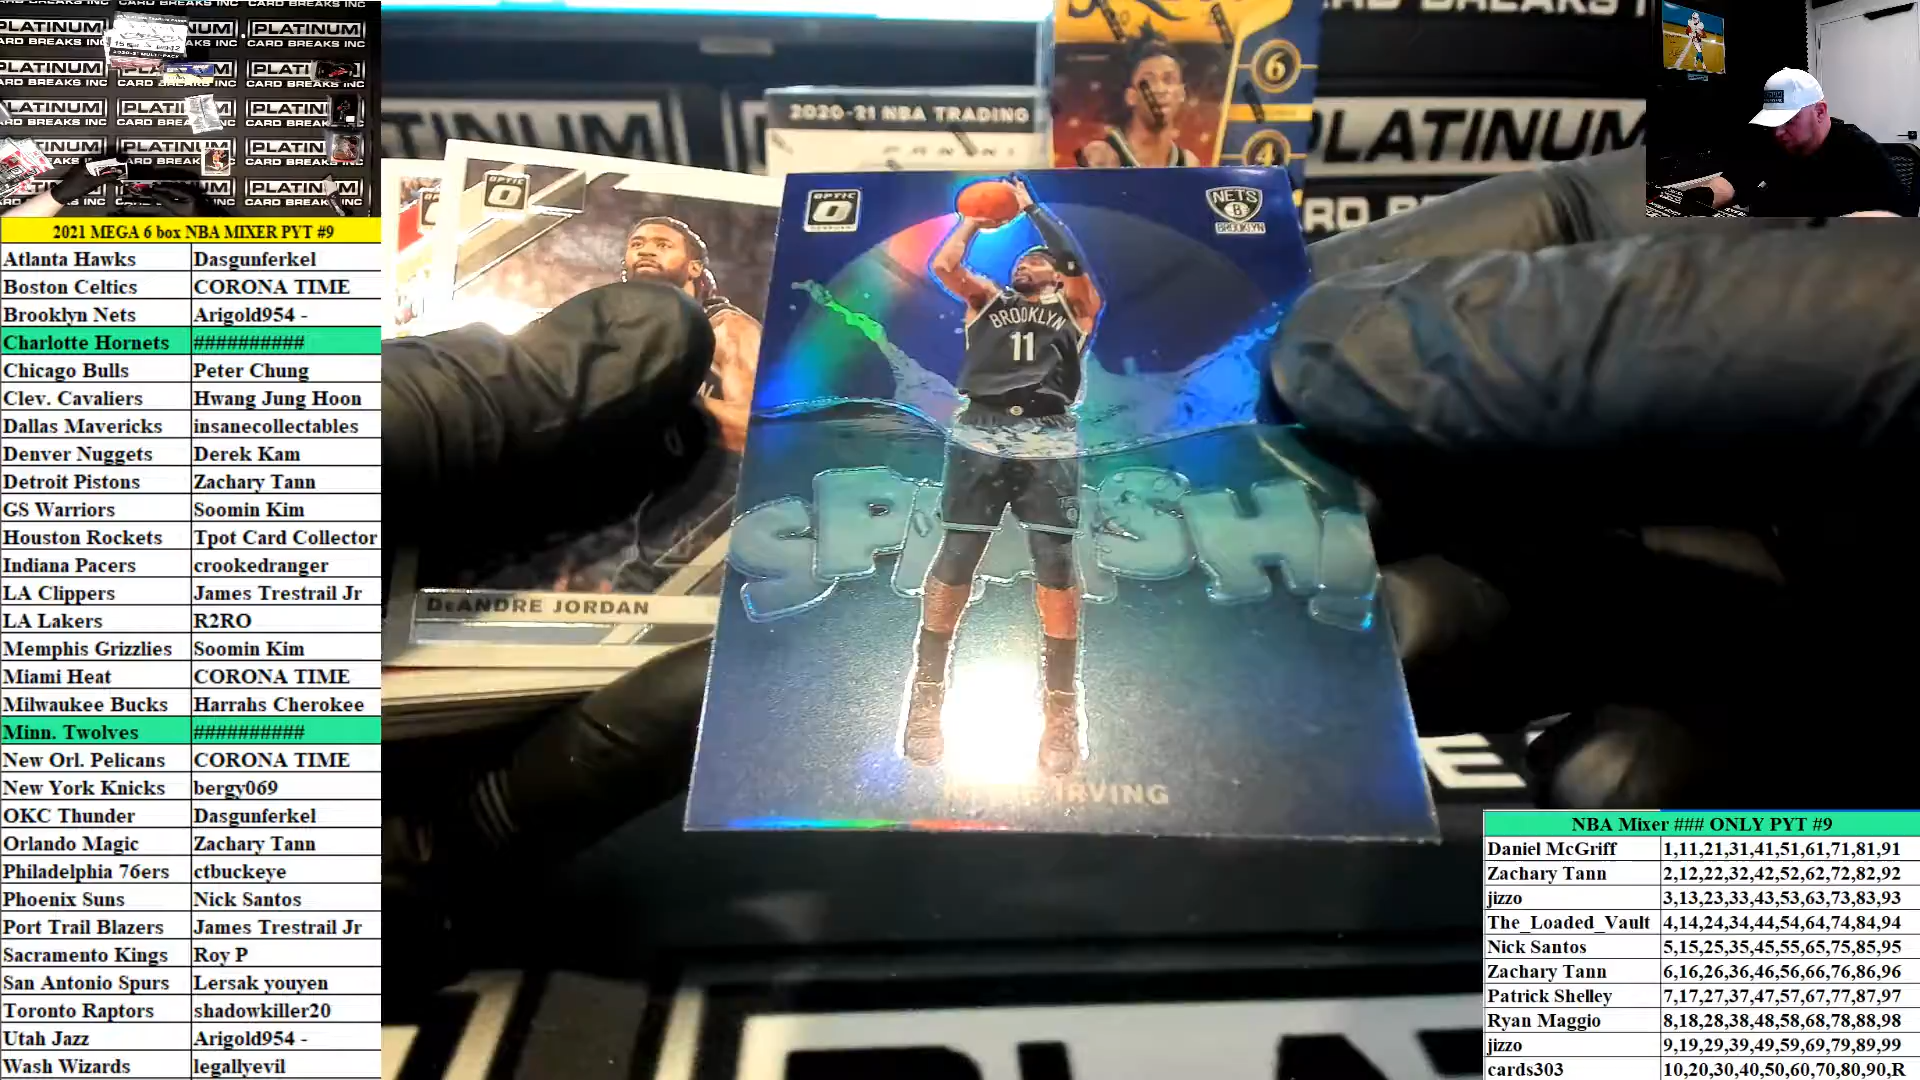 2021 MEGA 6 box NBA MIXER PYT #9
Atlanta Hawks Dasgunferkel
Boston Celtics CORONA TIME
Brooklyn Nets Arigold954 -
Charlotte Hornets ##########
Chicago Bulls Peter Chung
Clev. Cavaliers Hwang Jung Hoon
Dallas Mavericks insanecollectables
Denver Nuggets Derek Kam
Detroit Pistons Zachary Tann
GS Warriors Soomin Kim
Houston Rockets Tpot Card Collector
Indiana Pacers crookedranger
LA Clippers James Trestrail Jr
LA Lakers R2RO
Memphis Grizzlies Soomin Kim
Miami Heat CORONA TIME
Milwaukee Bucks Harrahs Cherokee
Minn. Twolves ##########
New Orl. Pelicans CORONA TIME
New York Knicks bergy069
OKC Thunder Dasgunferkel
Orlando Magic Zachary Tann
Philadelphia 76ers ctbuckeye
Phoenix Suns Nick Santos
Port Trail Blazers James Trestrail Jr
Sacramento Kings Roy P
San Antonio Spurs Lersak youyen
Toronto Raptors shadowkiller20
Utah Jazz Arigold954 -
Wash Wizards legallyevil
2020-21 NBA TRADING
PANINI
6
4
PLATINUM
OPTIC
DeANDRE JORDAN
OPTIC
NETS
B
BROOKLYN
BROOKLYN
11
SPLASH!
IRVING
NBA Mixer ### ONLY PYT #9
Daniel McGriff 1,11,21,31,41,51,61,71,81,91
Zachary Tann 2,12,22,32,42,52,62,72,82,92
jizzo 3,13,23,33,43,53,63,73,83,93
The_Loaded_Vault 4,14,24,34,44,54,64,74,84,94
Nick Santos 5,15,25,35,45,55,65,75,85,95
Zachary Tann 6,16,26,36,46,56,66,76,86,96
Patrick Shelley 7,17,27,37,47,57,67,77,87,97
Ryan Maggio 8,18,28,38,48,58,68,78,88,98
jizzo 9,19,29,39,49,59,69,79,89,99
cards303 10,20,30,40,50,60,70,80,90,R